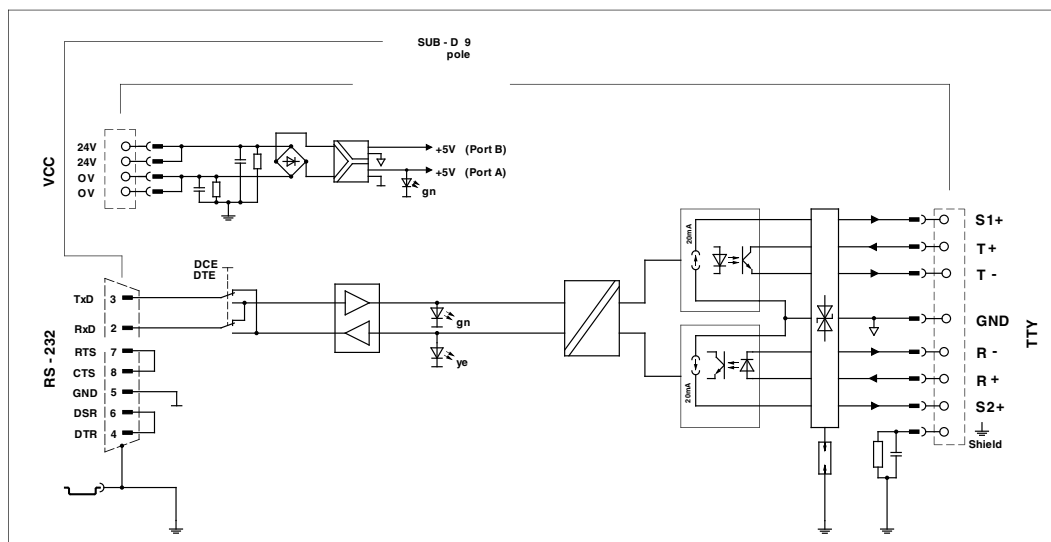 SUB - D 9
pole
VCC
24V
24V
OV
OV
+5V (Port B)
+5V (Port A)
gn
DCE
DTE
RS - 232
TxD 3
RxD 2
RTS 7
CTS 8
GND 5
DSR 6
DTR 4
gn
ye
20mA
20mA
S1+
T+
T -
GND
R -
R+
S2+
Shield
TTY